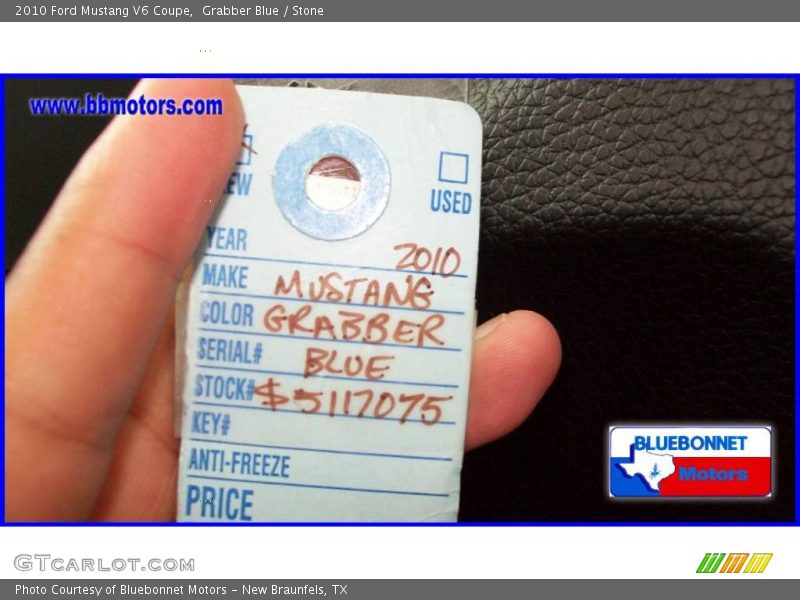 2010 Ford Mustang V6 Coupe,  Grabber Blue / Stone
www.bbmotors.com
USED
YEAR 2010
MAKE MUSTANG
COLOR GRABBER
SERIAL# BLUE
STOCK# $5117075
KEY#
ANTI-FREEZE
PRICE
BLUEBONNET
Motors
GTcarlot.com
Photo Courtesy of Bluebonnet Motors - New Braunfels, TX